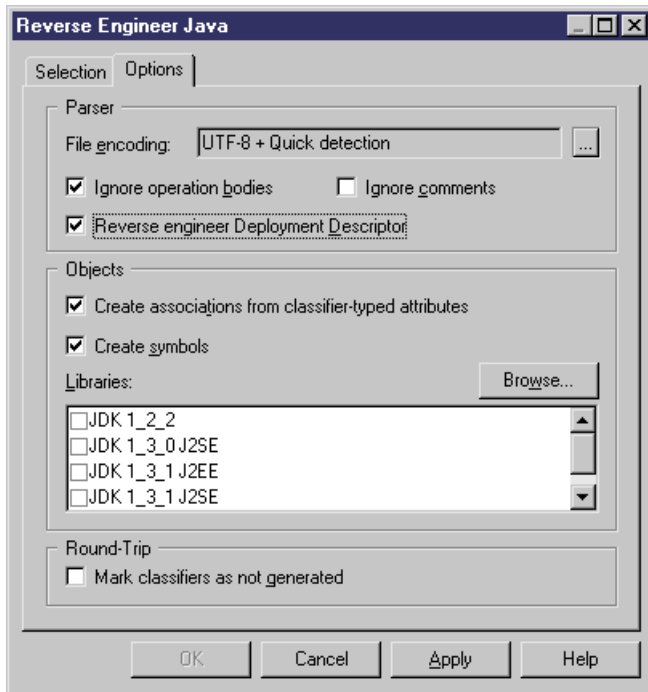 Reverse Engineer Java
Selection Options
Parser
File encoding: UTF-8 + Quick detection ...
Ignore operation bodies Ignore comments
Reverse engineer Deployment Descriptor
Objects
Create associations from classifier-typed attributes
Create symbols
Libraries: Browse...
JDK 1_2_2
JDK 1_3_0 J2SE
JDK 1_3_1 J2EE
JDK 1_3_1 J2SE
Round-Trip
Mark classifiers as not generated
OK Cancel Apply Help